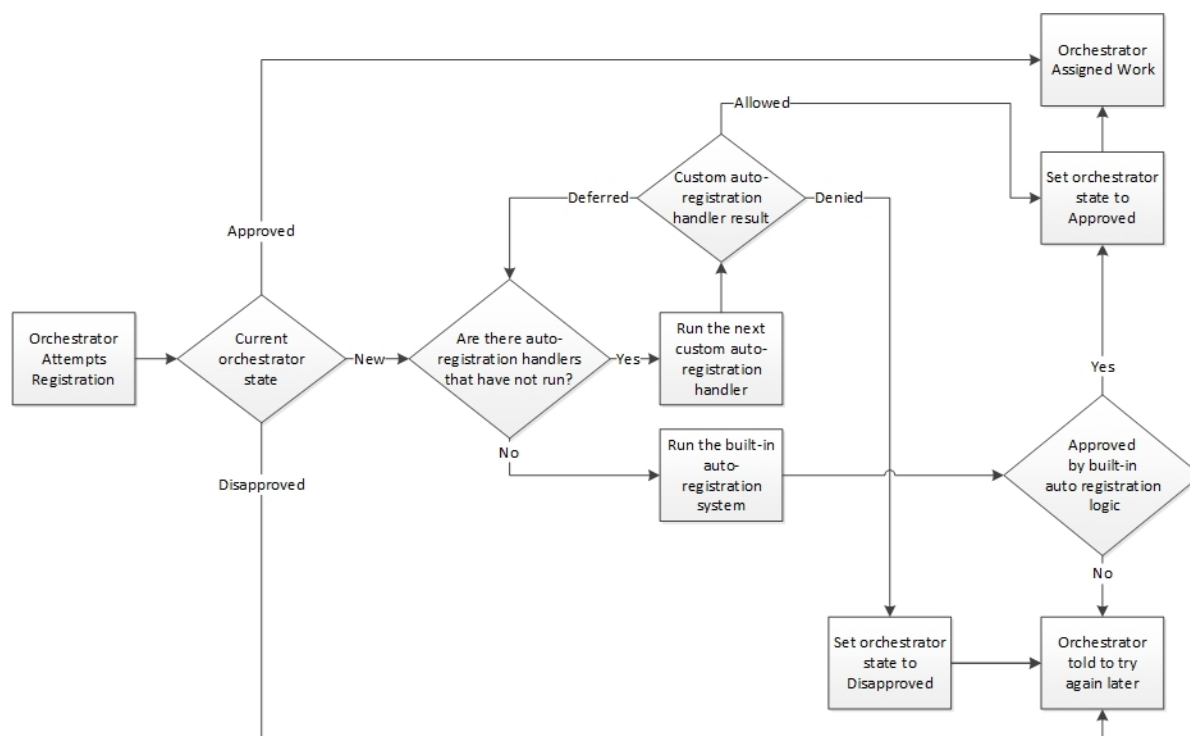 Orchestrator
Assigned Work
Allowed
Custom auto-
registration
handler result
Deferred
Denied
Set orchestrator
state to
Approved
Approved
Orchestrator
Attempts
Registration
Current
orchestrator
state
New
Are there auto-
registration handlers
that have not run?
Yes
Run the next
custom auto-
registration
handler
Yes
No
Run the built-in
auto-
registration
system
Approved
by built-in
auto registration
logic
Disapproved
No
Set orchestrator
state to
Disapproved
Orchestrator
told to try
again later